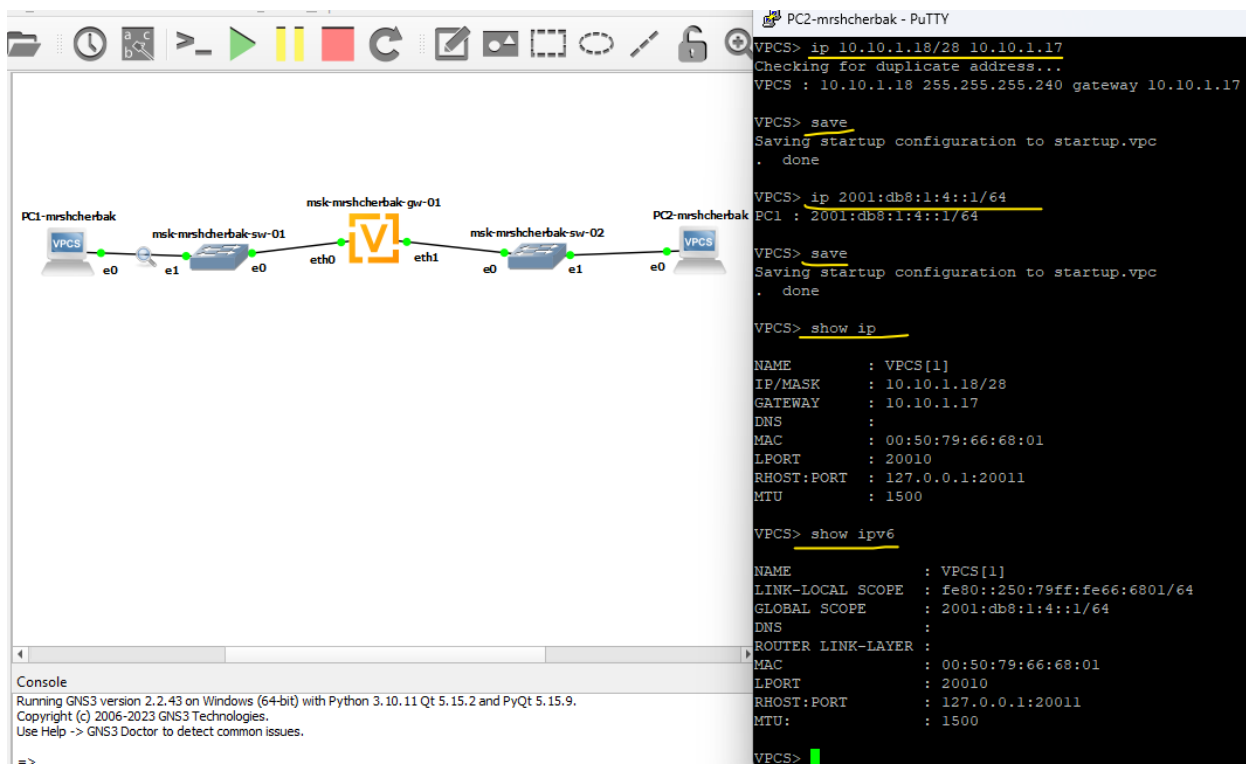 PC1-mrshcherbak
VPCS
e0
e1
msk-mrshcherbak-sw-01
e0
msk-mrshcherbak-gw-01
V
eth0
eth1
msk-mrshcherbak-sw-02
e0
e1
PC2-mrshcherbak
VPCS
e0
Console
Running GNS3 version 2.2.43 on Windows (64-bit) with Python 3.10.11 Qt 5.15.2 and PyQt 5.15.9.
Copyright (c) 2006-2023 GNS3 Technologies.
Use Help -> GNS3 Doctor to detect common issues.
=>
PC2-mrshcherbak - PuTTY
VPCS> ip 10.10.1.18/28 10.10.1.17
Checking for duplicate address...
VPCS : 10.10.1.18 255.255.255.240 gateway 10.10.1.17
VPCS> save
Saving startup configuration to startup.vpc
.  done
VPCS> ip 2001:db8:1:4::1/64
PC1 : 2001:db8:1:4::1/64
VPCS> save
Saving startup configuration to startup.vpc
.  done
VPCS> show ip
NAME        : VPCS[1]
IP/MASK     : 10.10.1.18/28
GATEWAY     : 10.10.1.17
DNS         :
MAC         : 00:50:79:66:68:01
LPORT       : 20010
RHOST:PORT  : 127.0.0.1:20011
MTU         : 1500
VPCS> show ipv6
NAME              : VPCS[1]
LINK-LOCAL SCOPE  : fe80::250:79ff:fe66:6801/64
GLOBAL SCOPE      : 2001:db8:1:4::1/64
DNS               :
ROUTER LINK-LAYER :
MAC               : 00:50:79:66:68:01
LPORT             : 20010
RHOST:PORT        : 127.0.0.1:20011
MTU:              : 1500
VPCS>